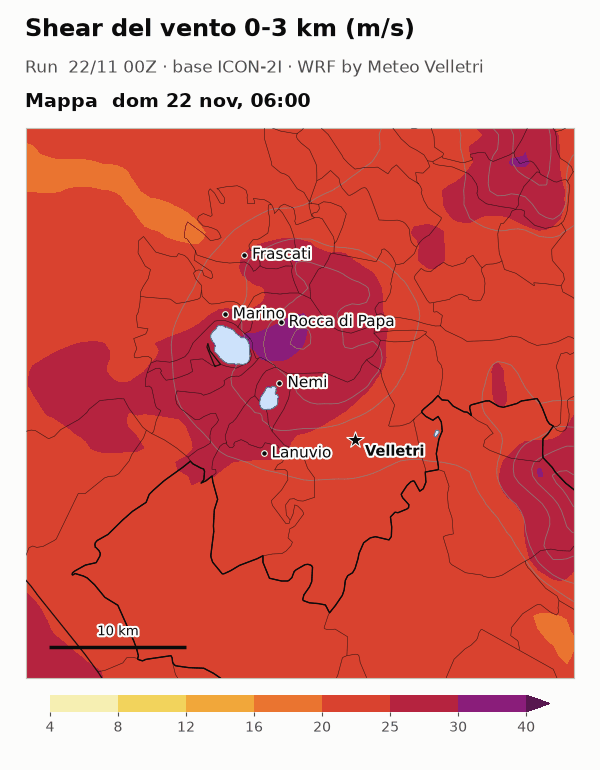 Shear del vento 0-3 km (m/s)
Run  22/11 00Z · base ICON-2I · WRF by Meteo Velletri
Mappa  dom 22 nov, 06:00
Frascati
Marino
Rocca di Papa
Nemi
Velletri
Lanuvio
10 km
4 8 12 16 20 25 30 40